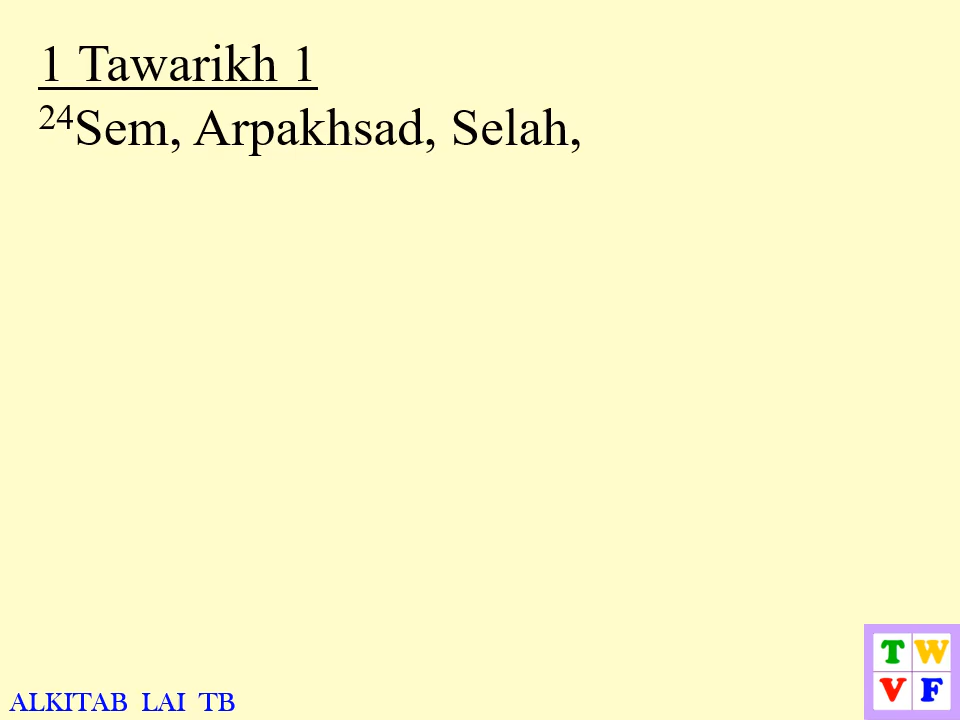 1 Tawarikh 1
24Sem, Arpakhsad, Selah,
T W
V F
ALKITAB LAI TB